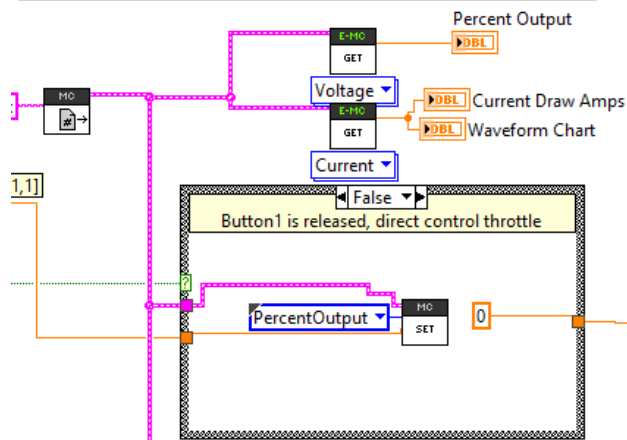 Percent Output
E-MC
GET
DBL
Voltage
MC
#
E-MC
GET
DBL
Current Draw Amps
DBL
Waveform Chart
Current
1,1]
False
Button1 is released, direct control throttle
?
PercentOutput
MC
SET
0